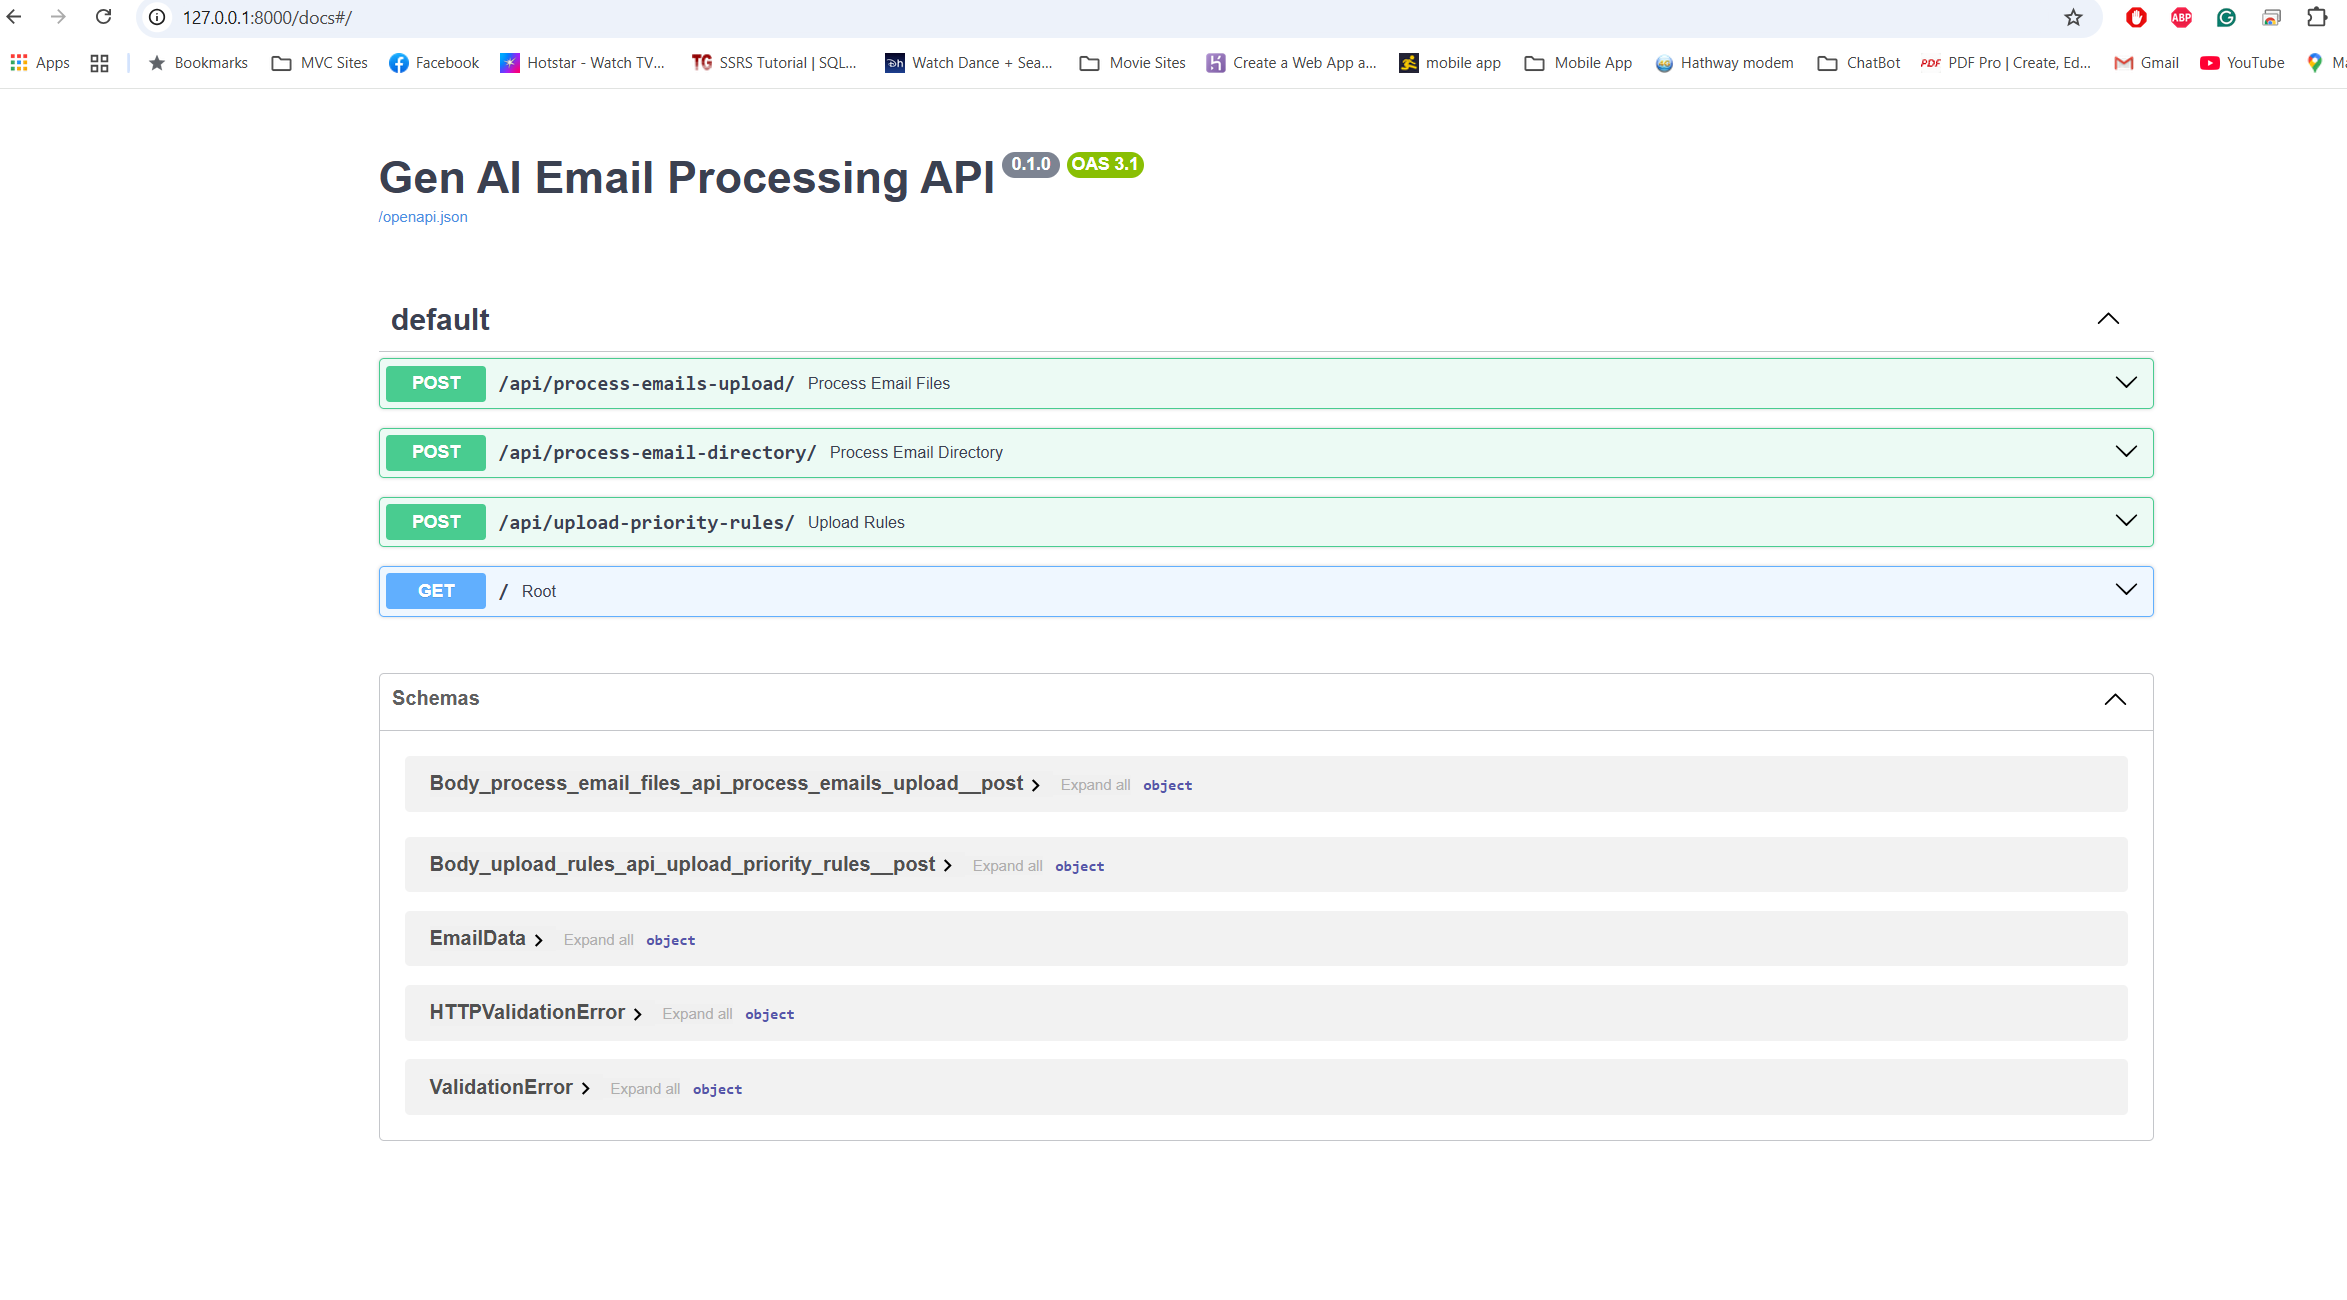 127.0.0.1:8000/docs#/
Apps Bookmarks MVC Sites Facebook Hotstar - Watch TV... TG SSRS Tutorial | SQL... Dh Watch Dance + Sea... Movie Sites Create a Web App a... mobile app Mobile App Hathway modem ChatBot PDF PDF Pro | Create, Ed... Gmail YouTube Ma
ABP
Gen AI Email Processing API 0.1.0 OAS 3.1
/openapi.json
default
POST /api/process-emails-upload/ Process Email Files
POST /api/process-email-directory/ Process Email Directory
POST /api/upload-priority-rules/ Upload Rules
GET / Root
Schemas
Body_process_email_files_api_process_emails_upload__post Expand all object
Body_upload_rules_api_upload_priority_rules__post Expand all object
EmailData Expand all object
HTTPValidationError Expand all object
ValidationError Expand all object